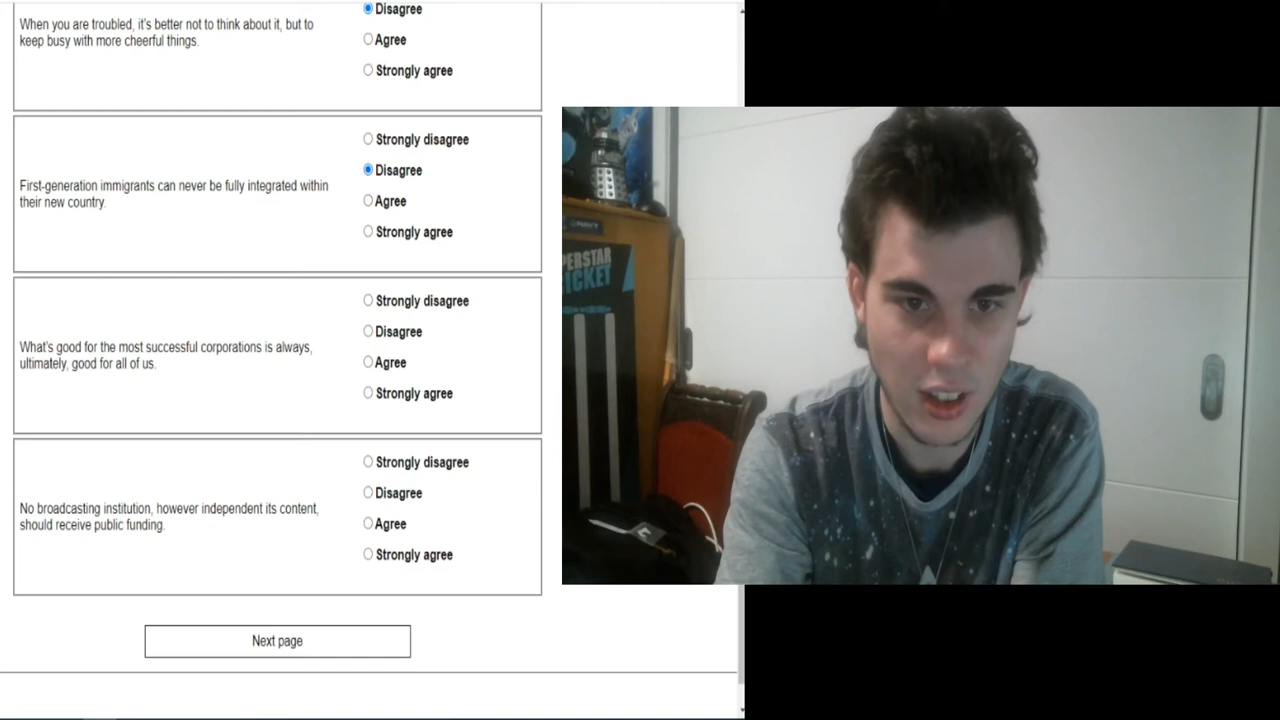 Disagree
When you are troubled, it's better not to think about it, but to
keep busy with more cheerful things.
Agree
Strongly agree
Strongly disagree
Disagree
First-generation immigrants can never be fully integrated within
their new country.
Agree
Strongly agree
Strongly disagree
Disagree
What's good for the most successful corporations is always,
ultimately, good for all of us.
Agree
Strongly agree
Strongly disagree
Disagree
No broadcasting institution, however independent its content,
should receive public funding.
Agree
Strongly agree
Next page
PERSTAR
ICKET